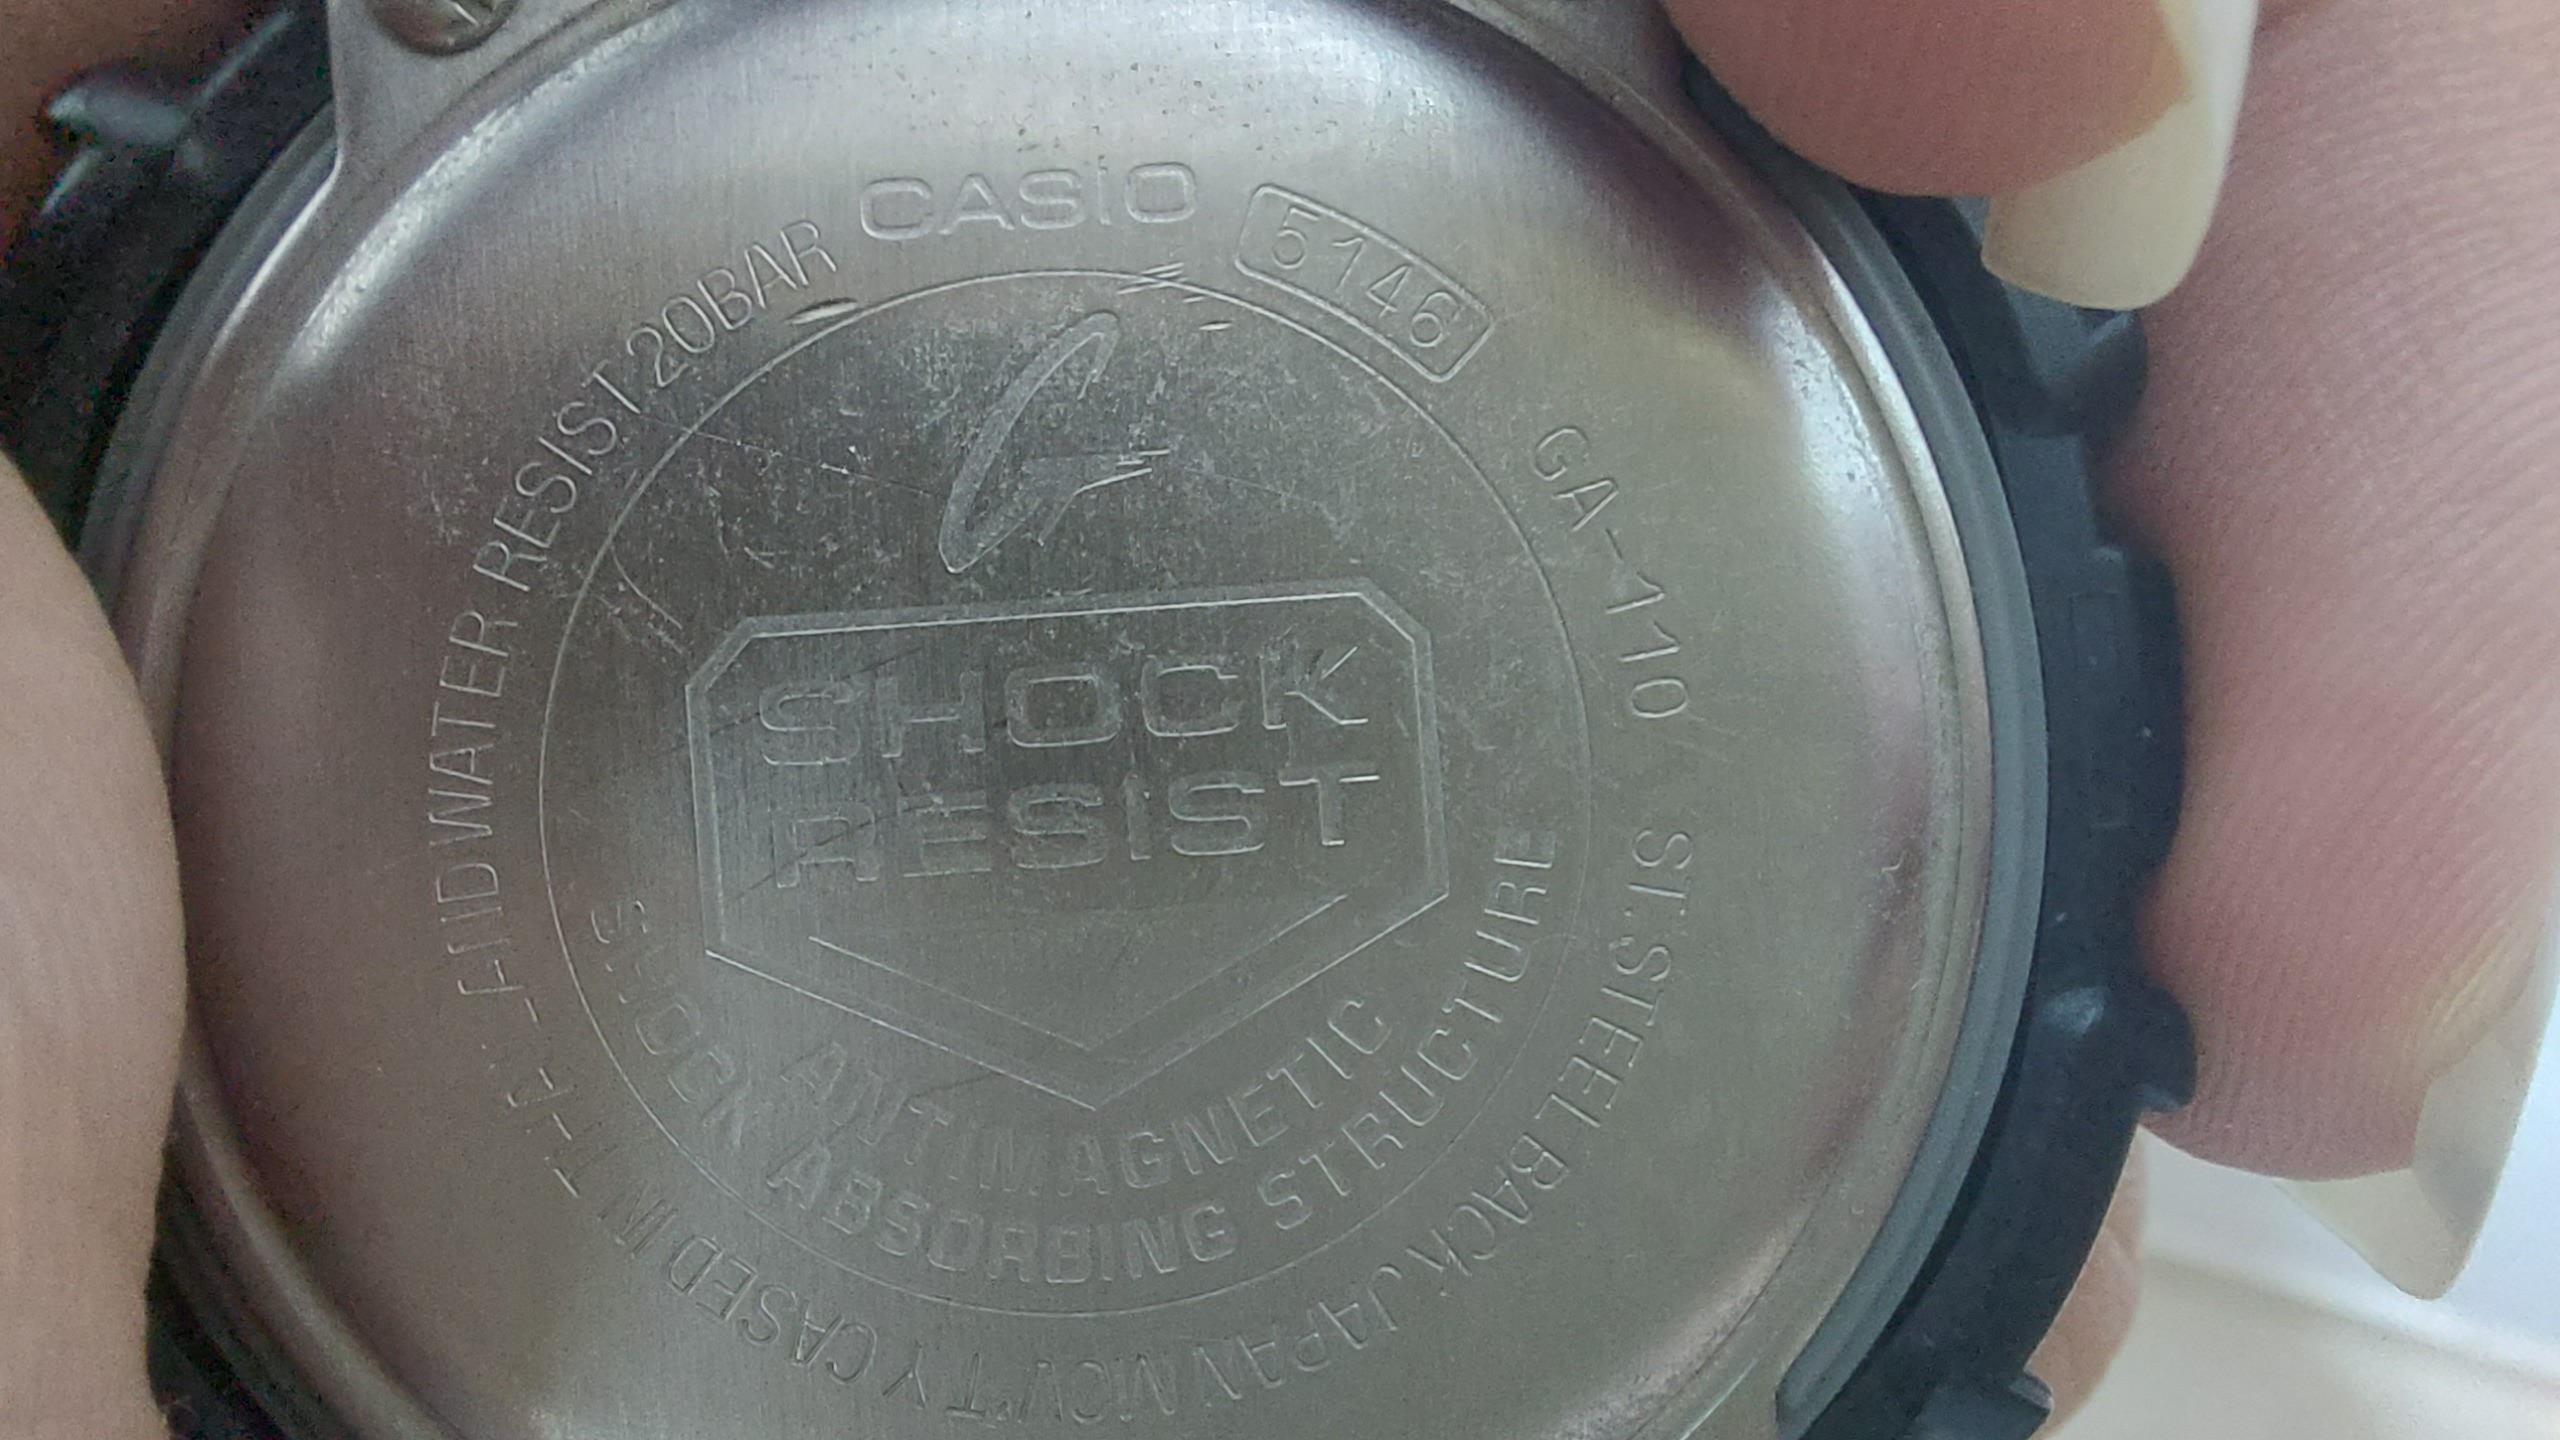 CASIO
5146
GA-110
ST.STEEL BACK JAPAN MOV'T Y CASED IN
WATER RESIST 20BAR
G
SHOCK
RESIST
ANTIMAGNETIC
SHOCK ABSORBING STRUCTURE